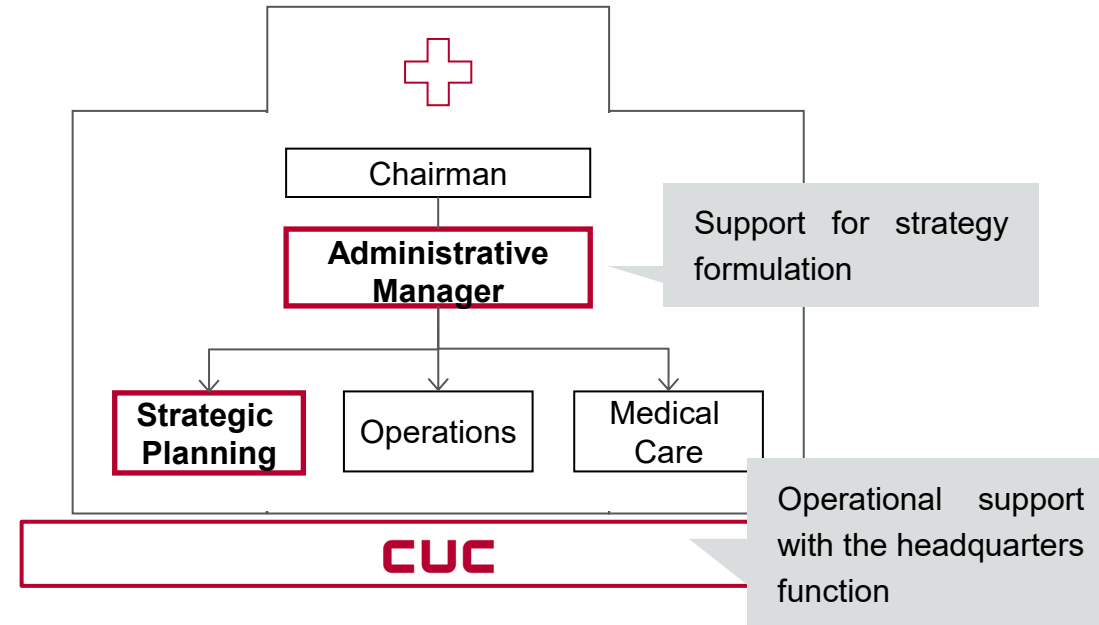 Chairman
Support for strategy
formulation
Administrative
Manager
Strategic
Planning
Operations
Medical
Care
Operational support
with the headquarters
function
CUC